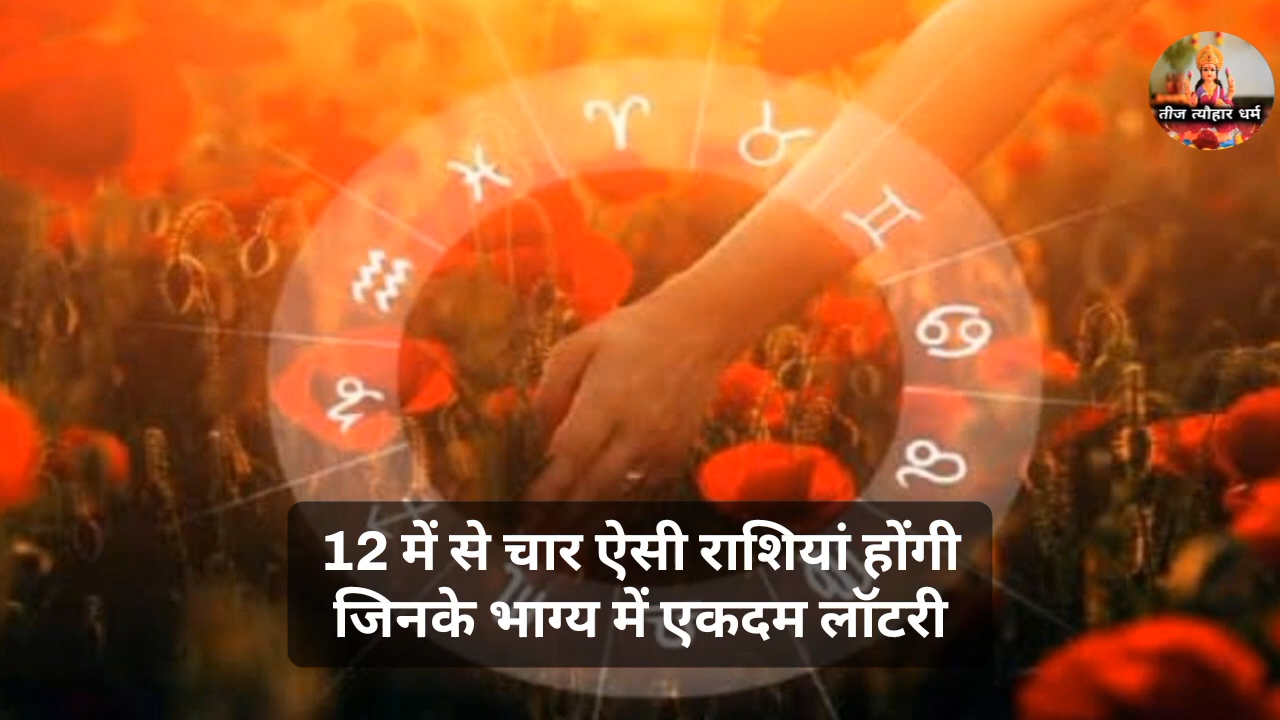 तीज त्यौहार धर्म
12 में से चार ऐसी राशियां होंगी
जिनके भाग्य में एकदम लॉटरी